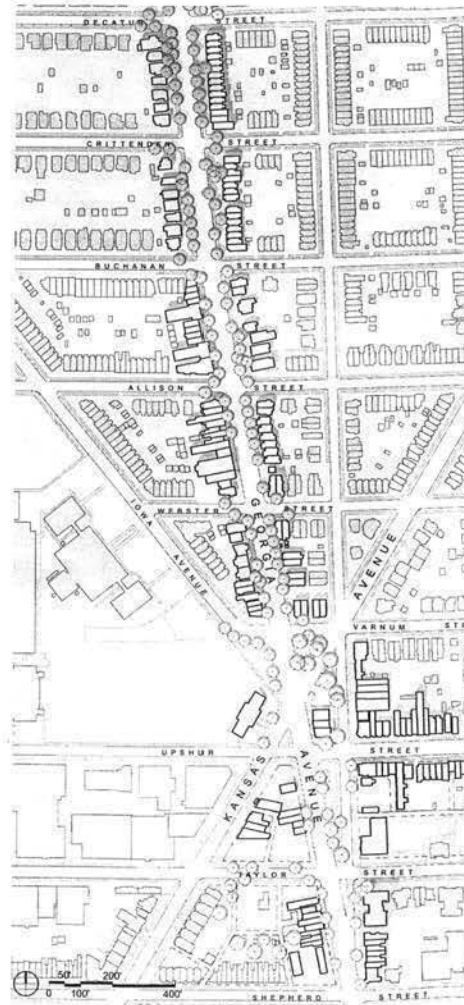 DECATUR STREET
CRITTENDEN STREET
BUCHANAN STREET
ALLISON STREET
GEORGIA
IOWA
AVENUE
WEBSTER STREET
AVENUE
VARNUM STR
UPSHUR STREET
KANSAS
AVENUE
TAYLOR STREET
50' 200'
0 100' 400'
SHEPHERD STREET